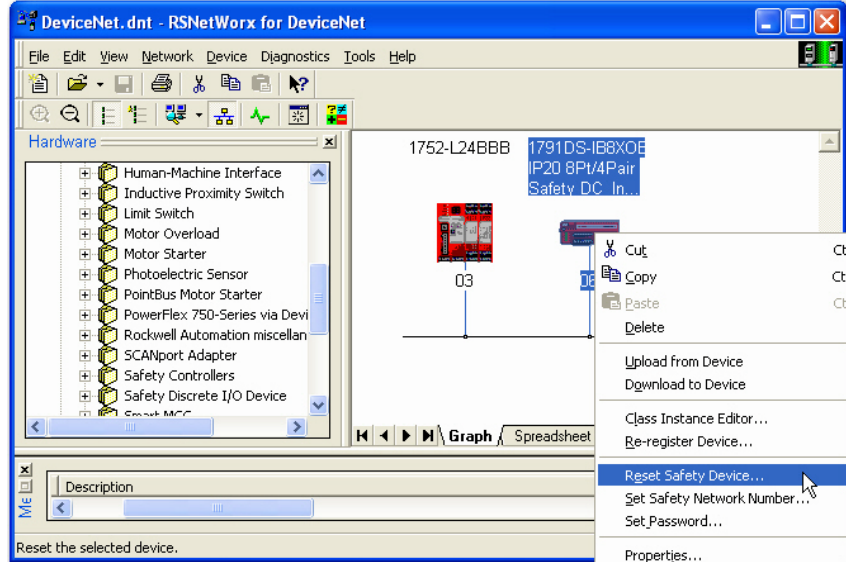 DeviceNet.dnt - RSNetWorx for DeviceNet
File Edit View Network Device Diagnostics Tools Help
Hardware
Human-Machine Interface
Inductive Proximity Switch
Limit Switch
Motor Overload
Motor Starter
Photoelectric Sensor
PointBus Motor Starter
PowerFlex 750-Series via Devi
Rockwell Automation miscellan
SCANport Adapter
Safety Controllers
Safety Discrete I/O Device
Smart MCC
1752-L24BBB
1791DS-IB8XOB
IP20 8Pt/4Pair
Safety DC In...
03
Graph Spreadsheet
Cut
Copy
Paste
Delete
Upload from Device
Download to Device
Class Instance Editor...
Re-register Device...
Reset Safety Device...
Set Safety Network Number...
Set Password...
Properties...
Description
Reset the selected device.